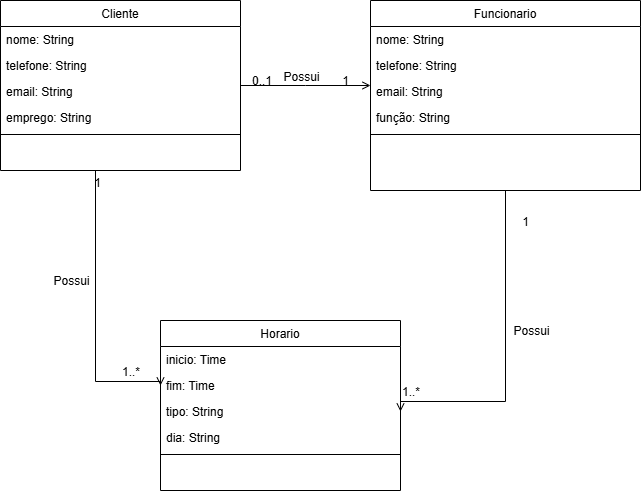 Cliente
nome: String
telefone: String
email: String
emprego: String
Funcionario
nome: String
telefone: String
email: String
função: String
0..1
Possui
1
1
Possui
1..*
1
Possui
1..*
Horario
inicio: Time
fim: Time
tipo: String
dia: String